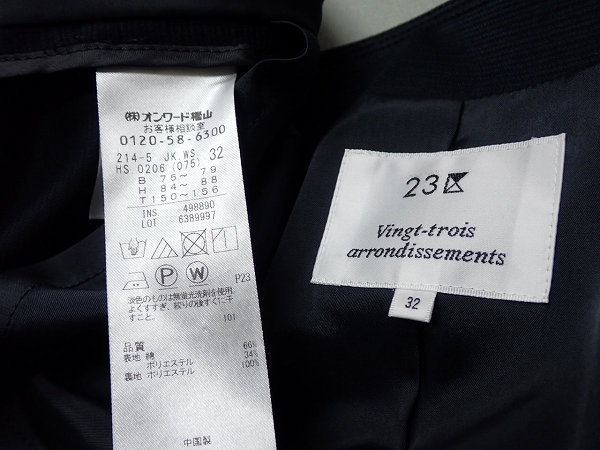 (株)オンワード樫山
お客様相談室
0120-58-6300
214-5 JK.WS. 32
HS 0206 (075)
B 75〜 79
H 84〜 88
T 150〜156
INS. 498890
LOT 6389997
P W
P23
淡色のものは無蛍光洗剤を使用
よくすすぎ、絞りの後すぐに干
すこと。 101
品質
表地 綿 66%
ポリエステル 34%
裏地 ポリエステル 100%
中国製
23
Vingt-trois
arrondissements
32